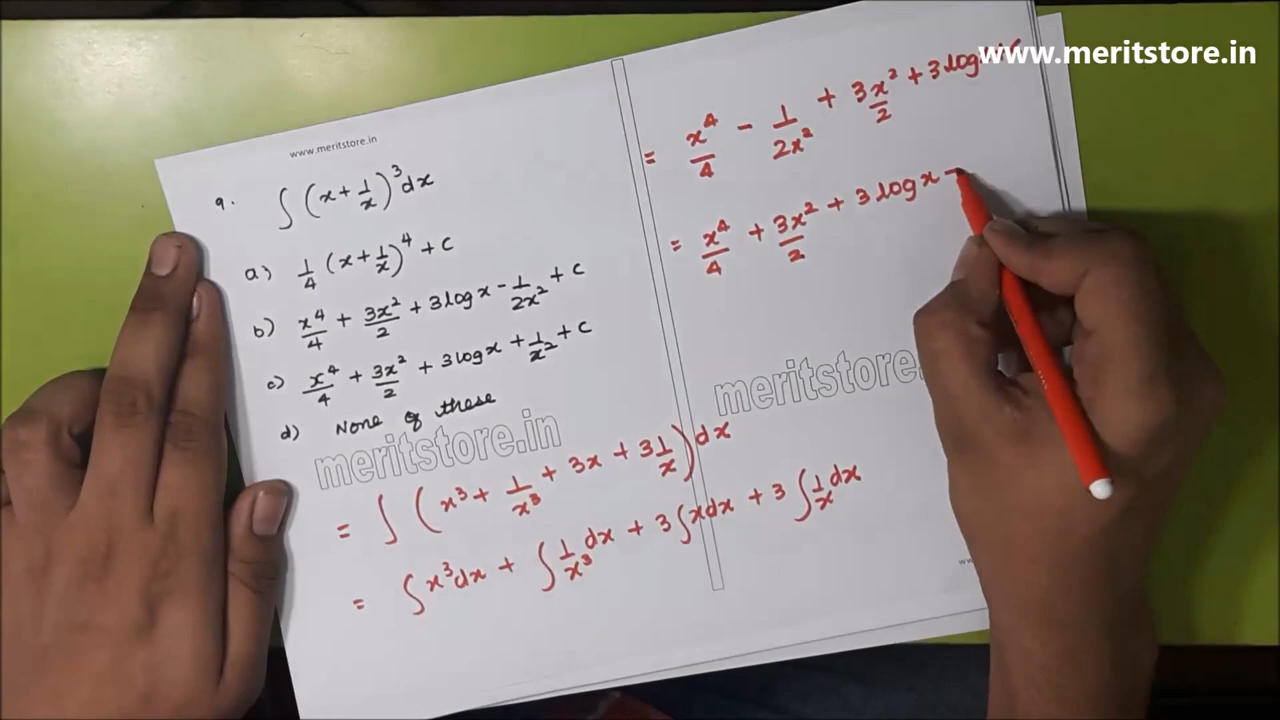 www.meritstore.in
www.meritstore.in
9. ∫ (x + 1/x)³ dx
a) 1/4 (x + 1/x)⁴ + c
b) x⁴/4 + 3x²/2 + 3 log x - 1/2x² + c
c) x⁴/4 + 3x²/2 + 3 log x + 1/x² + c
d) None of these
meritstore.in
= ∫ (x³ + 1/x³ + 3x + 3 1/x) dx
= ∫ x³dx + ∫ 1/x³ dx + 3 ∫ x dx + 3 ∫ 1/x dx
= x⁴/4 - 1/2x² + 3x²/2 + 3 log
= x⁴/4 + 3x²/2 + 3 log x -
meritstore.